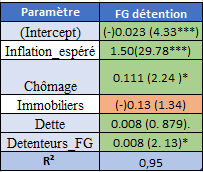 Paramètre FG détention
(Intercept) (-)0.023 (4.33***)
Inflation_espéré 1.50(29.78***)
Chômage 0.111 (2.24 )*
Immobiliers (-)0.13 (1.34)
Dette 0.008 (0. 879).
Detenteurs_FG 0.008 (2. 13)*
R² 0,95